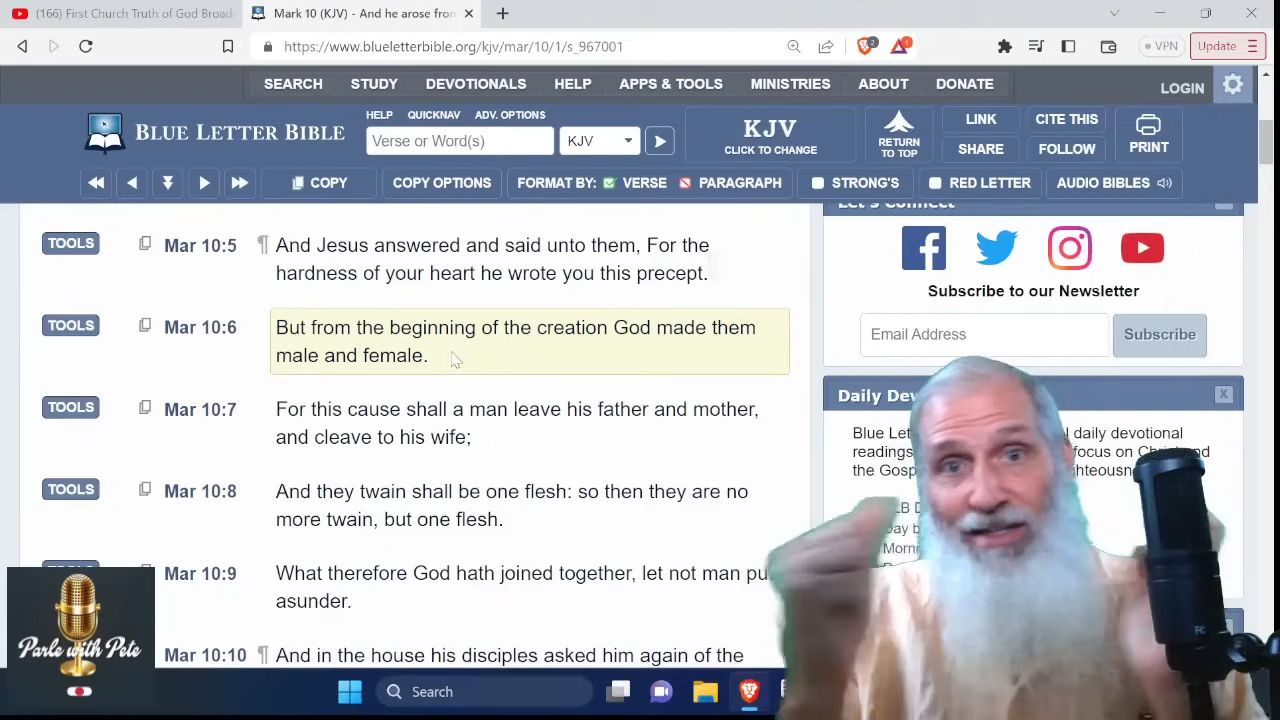 (166) First Church Truth of God Broad
Mark 10 (KJV) - And he arose from
https://www.blueletterbible.org/kjv/mar/10/1/s_967001
2
1
VPN
Update
SEARCH STUDY DEVOTIONALS HELP APPS & TOOLS MINISTRIES ABOUT DONATE
LOGIN
BLUE LETTER BIBLE
HELP QUICKNAV ADV. OPTIONS
Verse or Word(s)
KJV
KJV
CLICK TO CHANGE
RETURN
TO TOP
LINK
CITE THIS
SHARE
FOLLOW
PRINT
COPY
COPY OPTIONS
FORMAT BY: VERSE PARAGRAPH
STRONG'S
RED LETTER
AUDIO BIBLES
TOOLS Mar 10:5 ¶ And Jesus answered and said unto them, For the
hardness of your heart he wrote you this precept.
TOOLS Mar 10:6 But from the beginning of the creation God made them
male and female.
TOOLS Mar 10:7 For this cause shall a man leave his father and mother,
and cleave to his wife;
TOOLS Mar 10:8 And they twain shall be one flesh: so then they are no
more twain, but one flesh.
TOOLS Mar 10:9 What therefore God hath joined together, let not man pu
asunder.
Mar 10:10 ¶ And in the house his disciples asked him again of the
Let's Connect
Subscribe to our Newsletter
Email Address
Subscribe
Daily De
X
Blue Let
l daily devotional
readings
focus on Christ and
the Gosp
Parle with Pete
Search